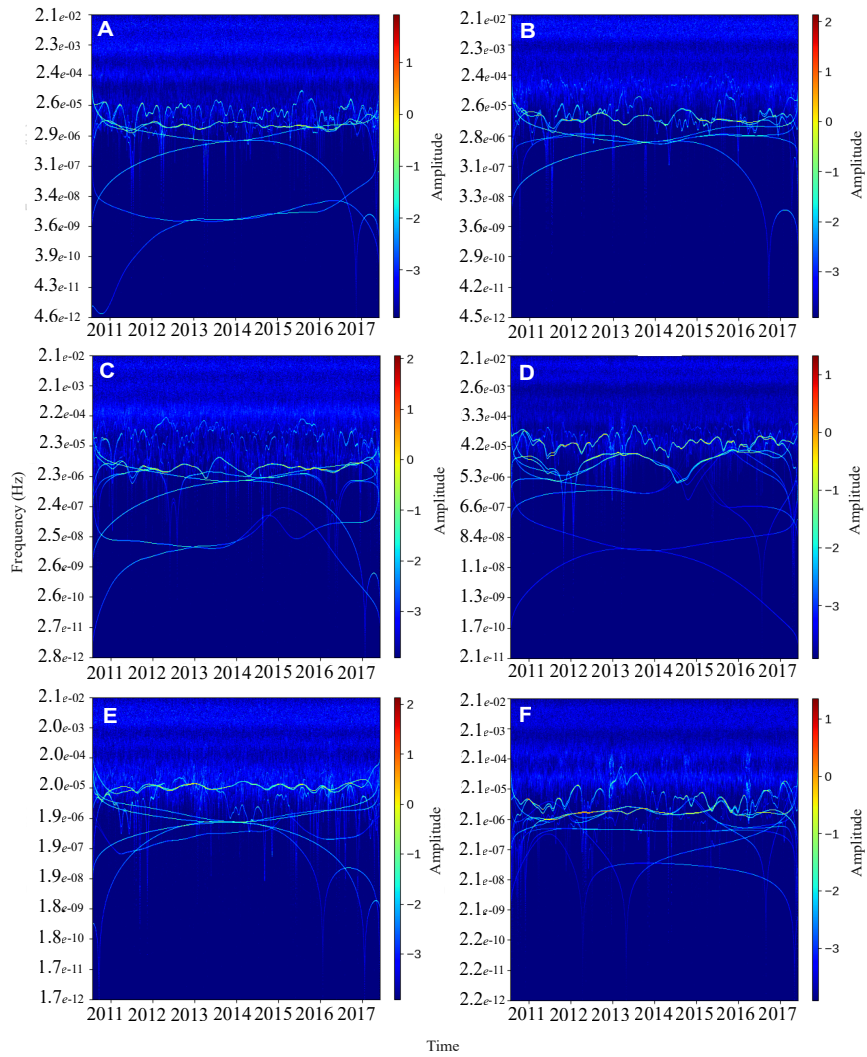 A
2.1e-02
2.1e-03
2.4e-04
2.6e-05
2.9e-06
3.1e-07
3.4e-08
3.6e-09
3.9e-10
4.3e-11
4.6e-12
2011 2012 2013 2014 2015 2016 2017
1
0
−1
−2
−3
Amplitude
B
2.1e-02
2.1e-03
2.4e-04
2.6e-05
2.8e-06
3.1e-07
3.3e-08
3.6e-09
2.9e-10
4.2e-11
4.5e-12
2011 2012 2013 2014 2015 2016 2017
2
1
0
−1
−2
−3
Amplitude
C
2.1e-02
2.1e-03
2.2e-04
2.3e-05
2.3e-06
2.4e-07
2.5e-08
2.6e-09
2.6e-10
2.7e-11
2.8e-12
2011 2012 2013 2014 2015 2016 2017
2
1
0
−1
−2
−3
Amplitude
Frequency (Hz)
D
2.1e-02
2.6e-03
3.3e-04
4.2e-05
5.3e-06
6.6e-07
8.4e-08
1.1e-08
1.3e-09
1.7e-10
2.1e-11
2011 2012 2013 2014 2015 2016 2017
1
0
−1
−2
−3
Amplitude
E
2.1e-02
2.0e-03
2.0e-04
2.0e-05
1.9e-06
1.9e-07
1.9e-08
1.8e-09
1.8e-10
1.7e-11
1.7e-12
2011 2012 2013 2014 2015 2016 2017
2
1
0
−1
−2
−3
Amplitude
F
2.1e-02
2.1e-03
2.1e-04
2.1e-05
2.1e-06
2.1e-07
2.1e-08
2.1e-09
2.2e-10
2.2e-11
2.2e-12
2011 2012 2013 2014 2015 2016 2017
1
0
−1
−2
−3
Amplitude
Time